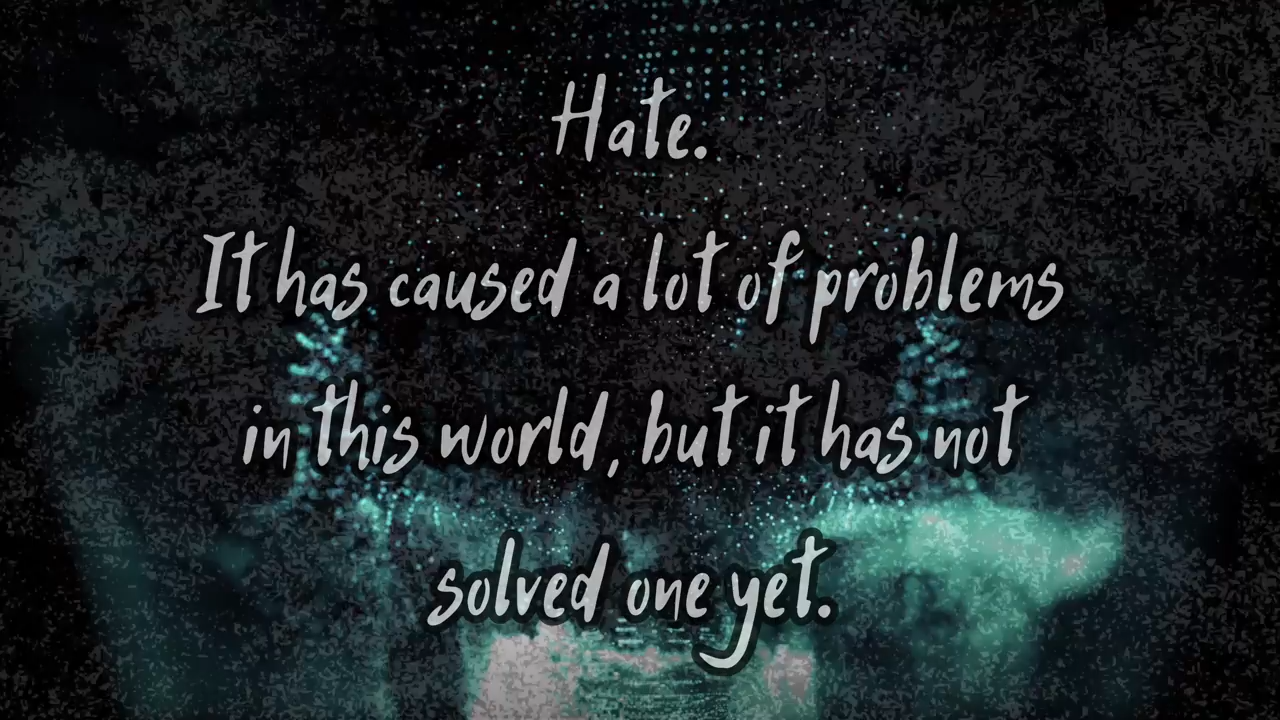 Hate.
It has caused a lot of problems
in this world, but it has not
solved one yet.